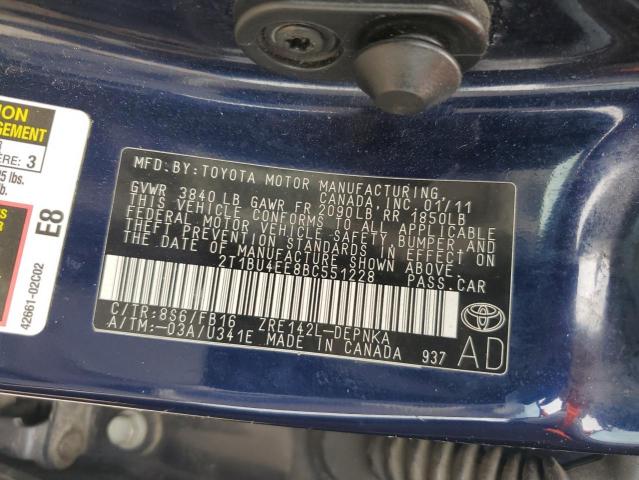 ION
GEMENT
R
ERE: 3
5 lbs.
b.
E8
42661-02C02
MFD.BY:TOYOTA MOTOR MANUFACTURING,
CANADA, INC. 01/11
GVWR 3840LB GAWR FR 2090LB RR 1850LB
THIS VEHICLE CONFORMS TO ALL APPLICABLE
FEDERAL MOTOR VEHICLE SAFETY, BUMPER, AND
THEFT PREVENTION STANDARDS IN EFFECT ON
THE DATE OF MANUFACTURE SHOWN ABOVE.
2T1BU4EE8BC551228 PASS.CAR
C/TR:8S6/FB16 ZRE142L-DEPNKA
A/TM:-03A/U341E MADE IN CANADA 937
TOYOTA
AD